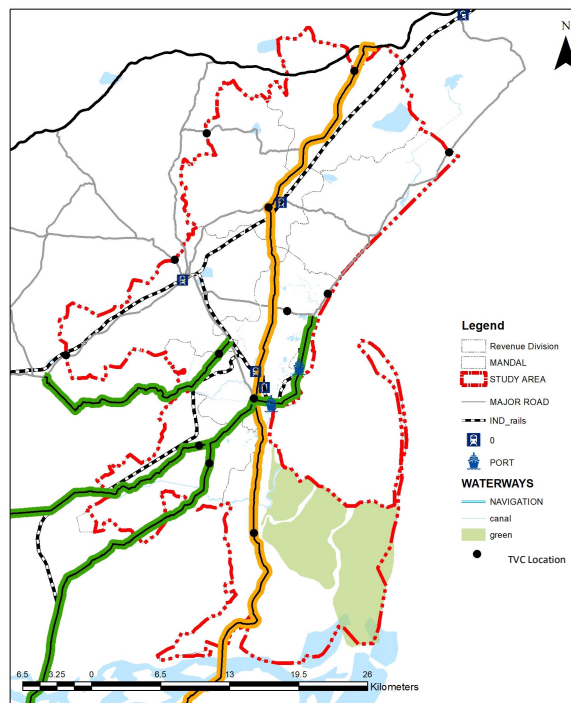 N
Legend
Revenue Division
MANDAL
STUDY AREA
MAJOR ROAD
IND_rails
0
PORT
WATERWAYS
NAVIGATION
canal
green
TVC Location
6.5 3.25 0 6.5 13 19.5 26
Kilometers